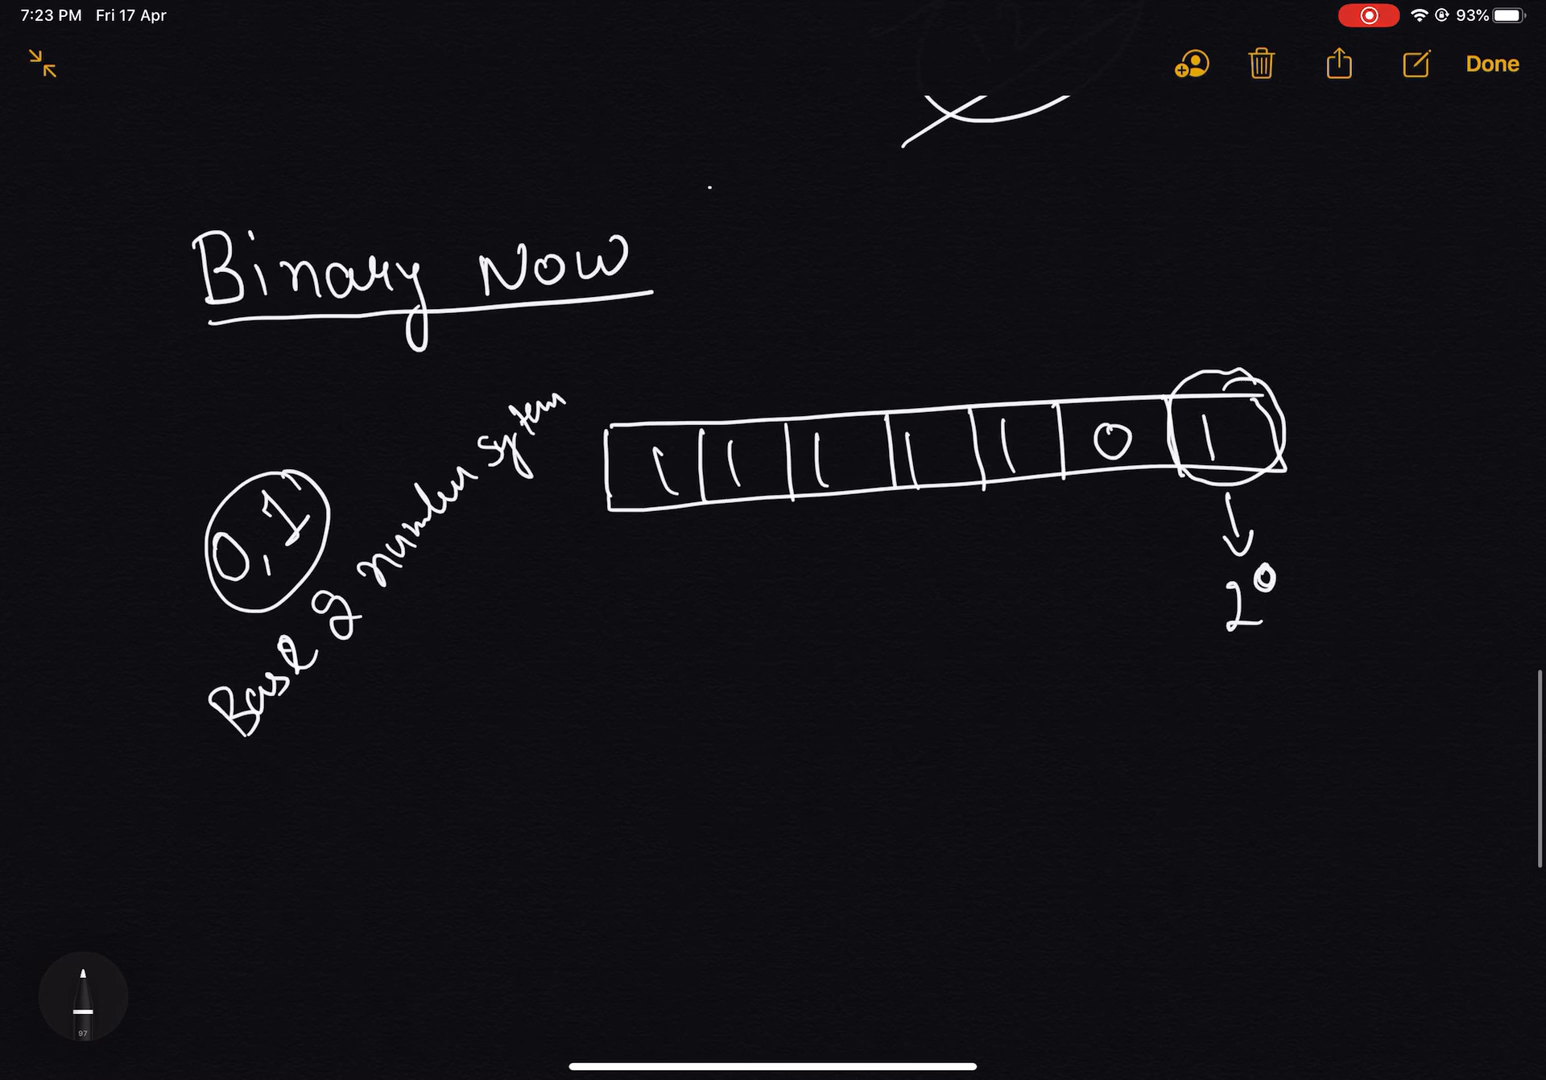 7:23 PM Fri 17 Apr
93%
Done
Binary Now
1 1 1 1 1 0 1
0, 1
Base 2 number system
2⁰
97